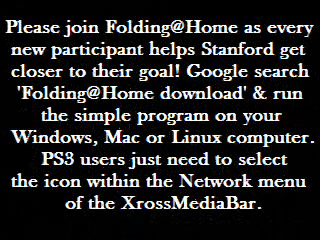 Please join Folding@Home as every
new participant helps Stanford get
closer to their goal! Google search
'Folding@Home download' & run
the simple program on your
Windows, Mac or Linux computer.
PS3 users just need to select
the icon within the Network menu
of the XrossMediaBar.